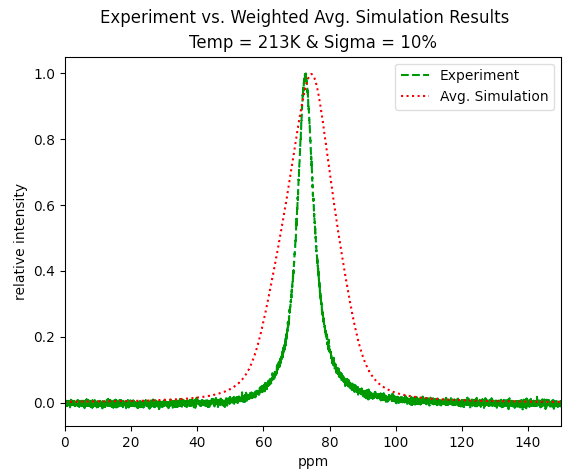 Experiment vs. Weighted Avg. Simulation Results
Temp = 213K & Sigma = 10%
Experiment
Avg. Simulation
relative intensity
1.0
0.8
0.6
0.4
0.2
0.0
0 20 40 60 80 100 120 140
ppm